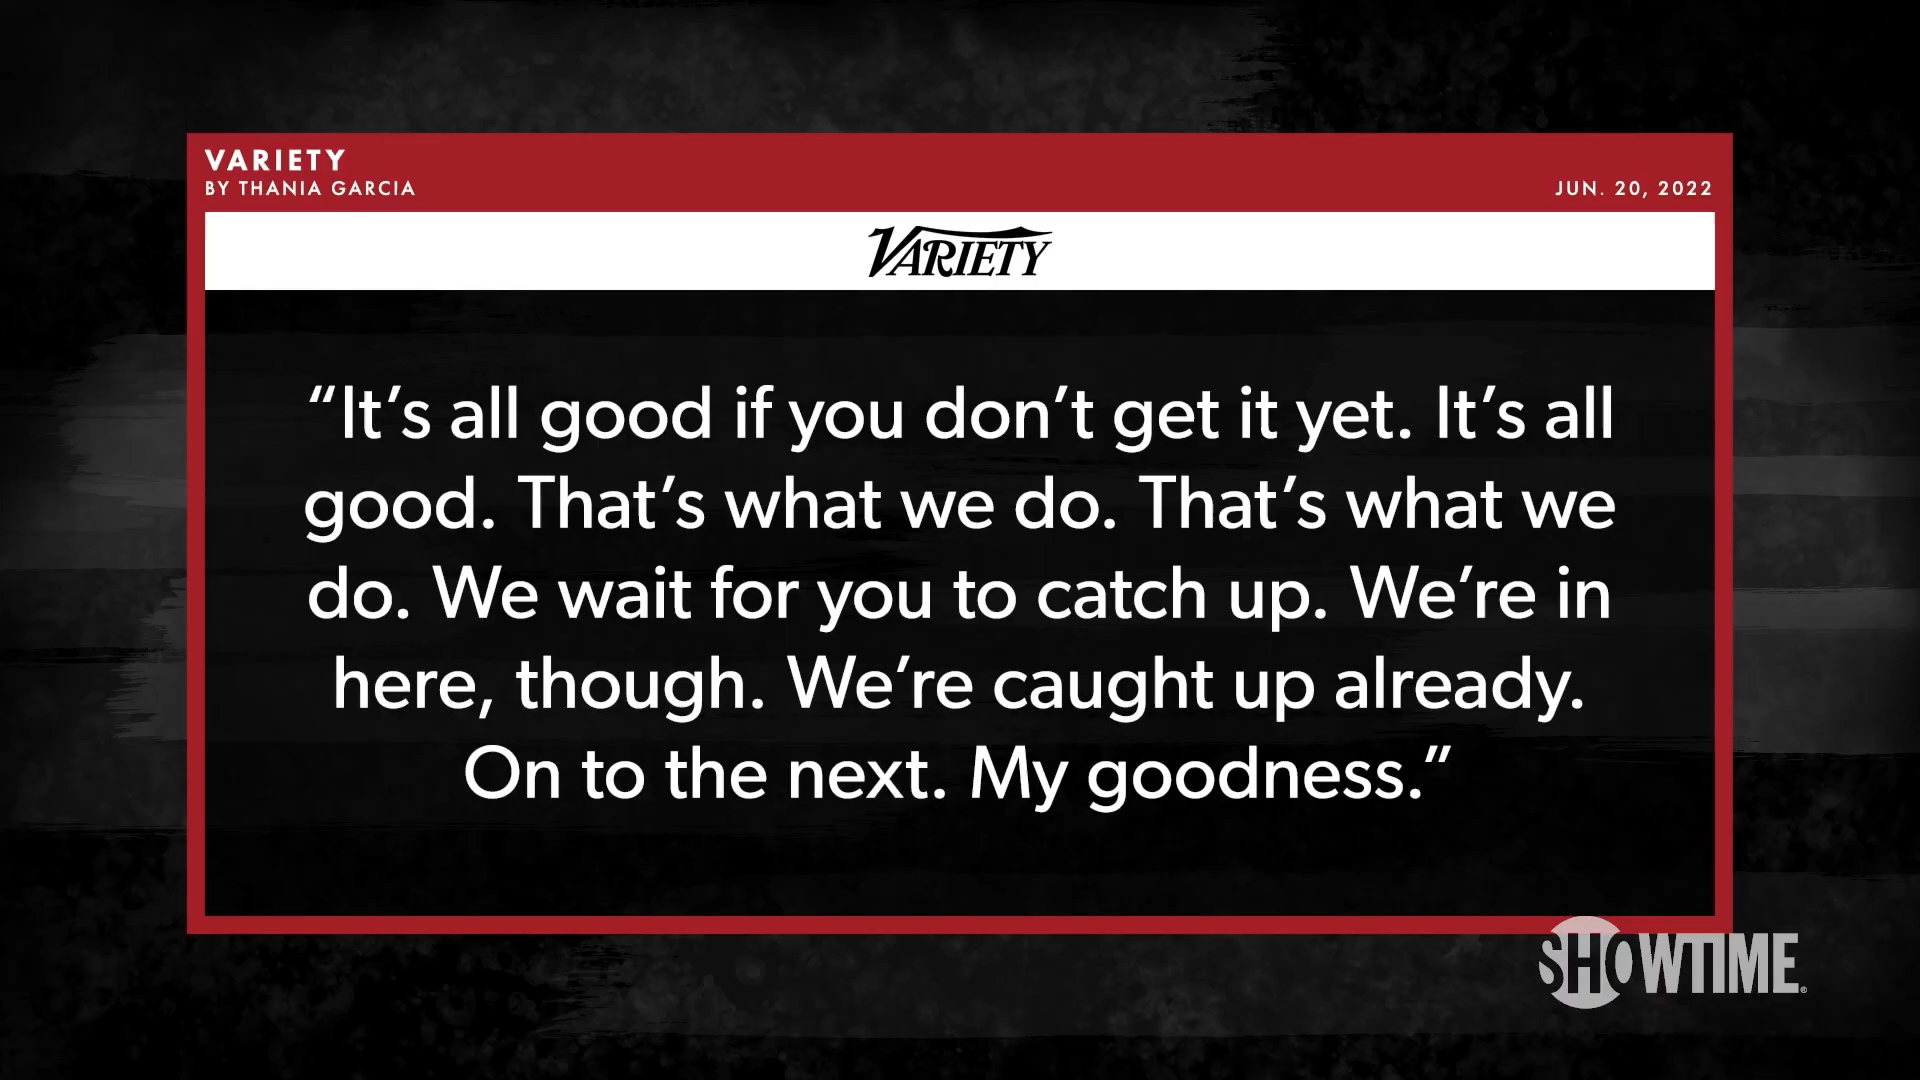 VARIETY
BY THANIA GARCIA
JUN. 20, 2022
VARIETY
“It’s all good if you don’t get it yet. It’s all
good. That’s what we do. That’s what we
do. We wait for you to catch up. We’re in
here, though. We’re caught up already.
On to the next. My goodness.”
SHOWTIME®